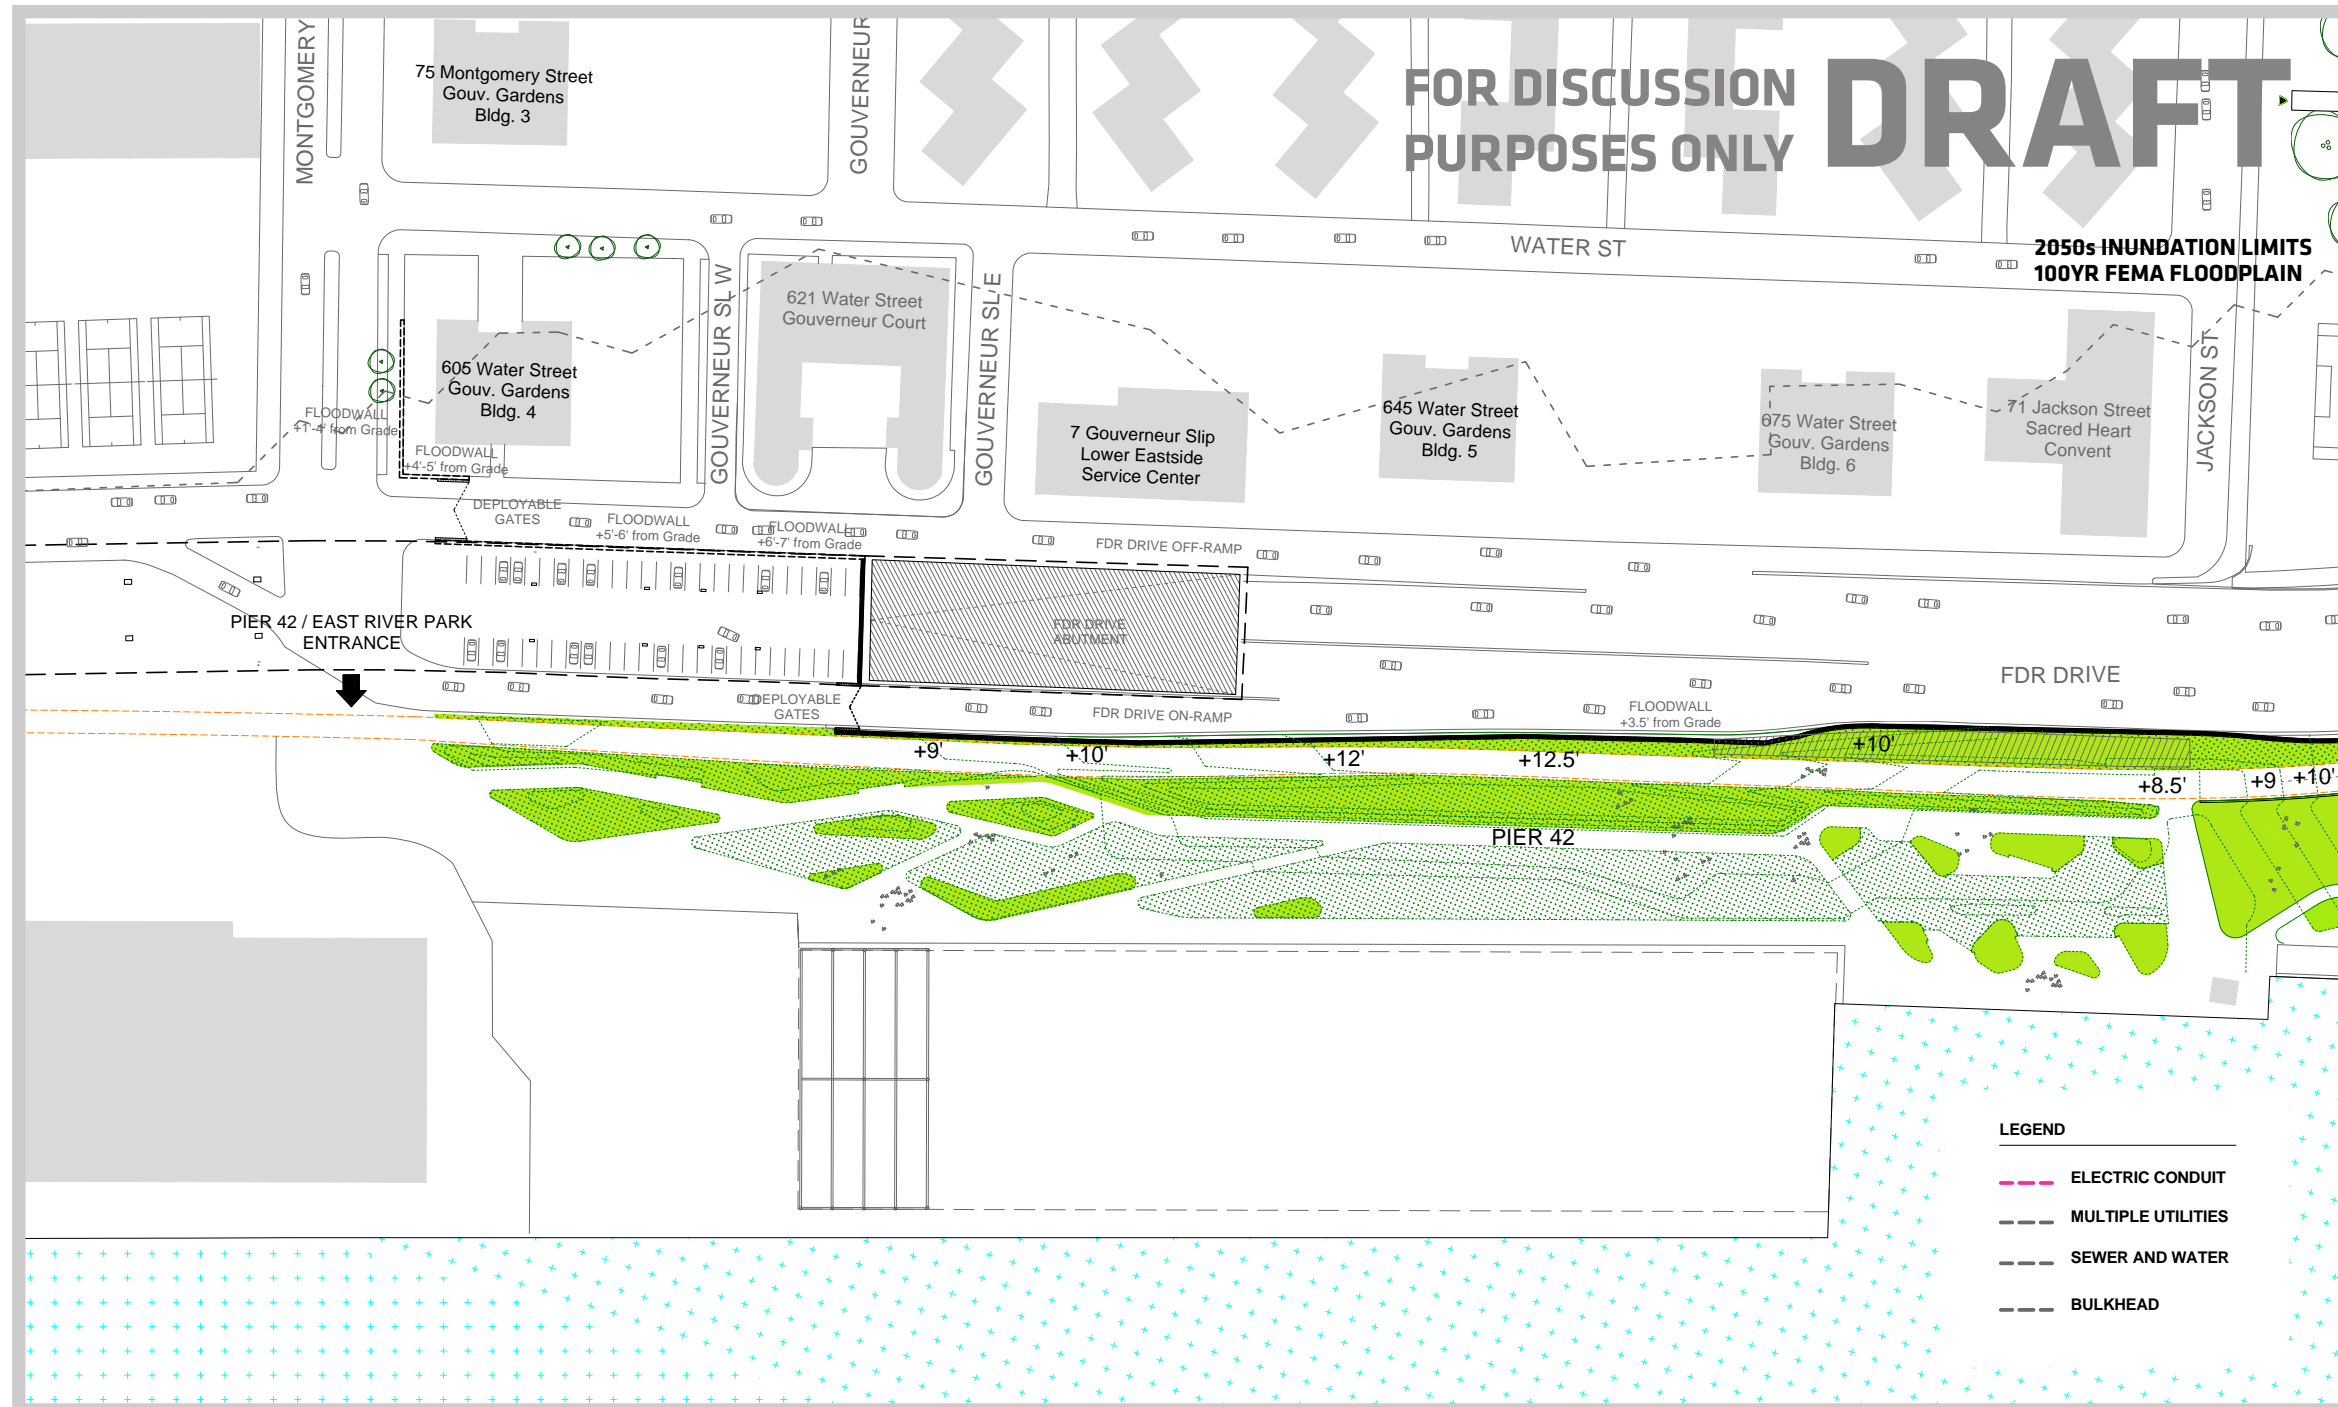 MONTGOMERY
GOUVERNEUR
75 Montgomery Street
Gouv. Gardens
Bldg. 3
FOR DISCUSSION
PURPOSES ONLY
DRAFT
WATER ST
2050s INUNDATION LIMITS
100YR FEMA FLOODPLAIN
GOUVERNEUR SL W
621 Water Street
Gouverneur Court
GOUVERNEUR SL E
605 Water Street
Gouv. Gardens
Bldg. 4
FLOODWALL
+1'-4' from Grade
FLOODWALL
+4'-5' from Grade
7 Gouverneur Slip
Lower Eastside
Service Center
645 Water Street
Gouv. Gardens
Bldg. 5
675 Water Street
Gouv. Gardens
Bldg. 6
71 Jackson Street
Sacred Heart
Convent
JACKSON ST
DEPLOYABLE
GATES
FLOODWALL
+5'-6' from Grade
FLOODWALL
+6'-7' from Grade
FDR DRIVE OFF-RAMP
PIER 42 / EAST RIVER PARK
ENTRANCE
FDR DRIVE
ABUTMENT
FDR DRIVE
DEPLOYABLE
GATES
FDR DRIVE ON-RAMP
FLOODWALL
+3.5' from Grade
+9'
+10'
+12'
+12.5'
+10'
+8.5'
+9
+10'
PIER 42
LEGEND
ELECTRIC CONDUIT
MULTIPLE UTILITIES
SEWER AND WATER
BULKHEAD